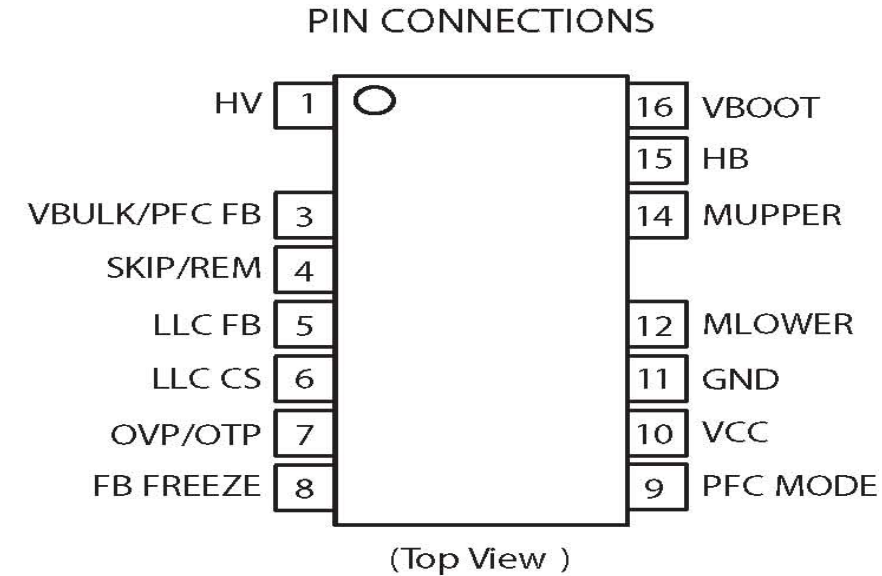 PIN CONNECTIONS
HV 1
16 VBOOT
15 HB
VBULK/PFC FB 3
14 MUPPER
SKIP/REM 4
LLC FB 5
12 MLOWER
LLC CS 6
11 GND
OVP/OTP 7
10 VCC
FB FREEZE 8
9 PFC MODE
(Top View )